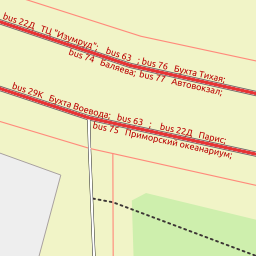 bus 22Д ТЦ "Изумруд"; bus 63 ; bus 76 Бухта Тихая;
bus 74 Баляева; bus 77 Автовокзал;
bus 29К Бухта Воевода; bus 63 ; bus 22Д Парис;
bus 75 Приморский океанариум;